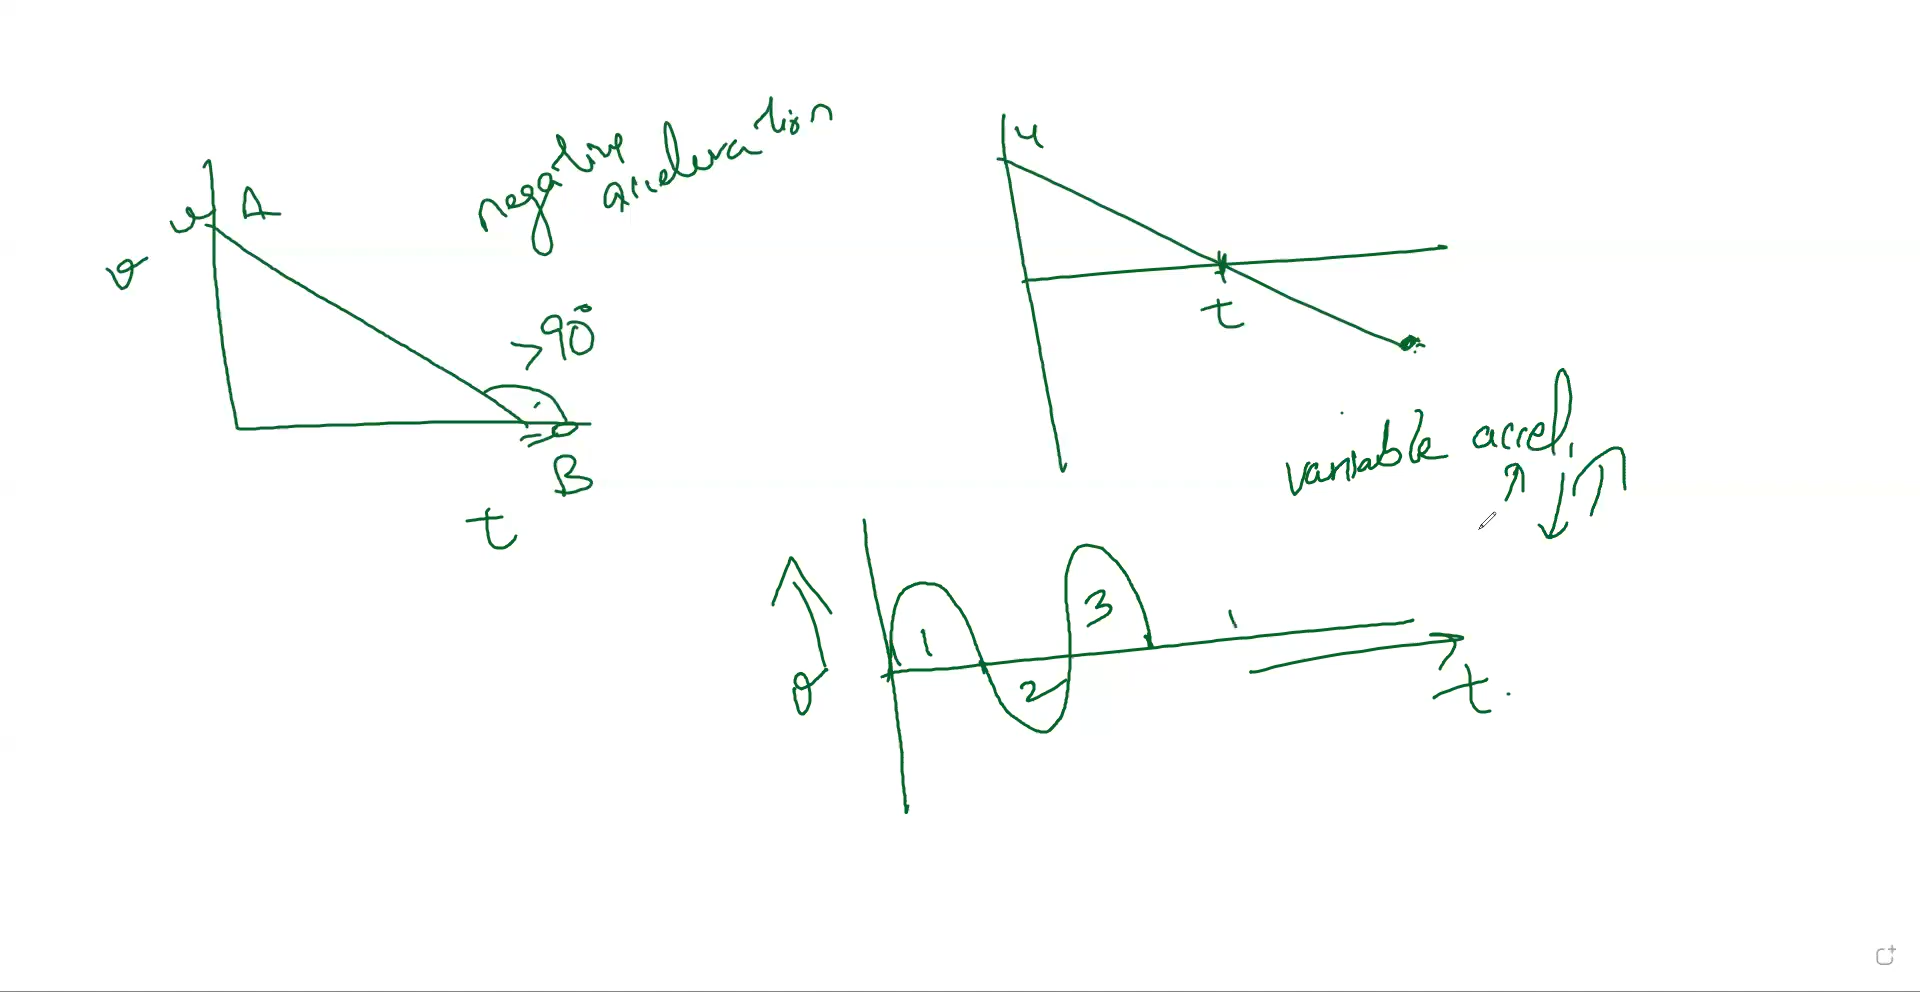 negative
acceleration
u
A
v
>90°
B
t
u
t
variable accel.
1
2
3
v
t.